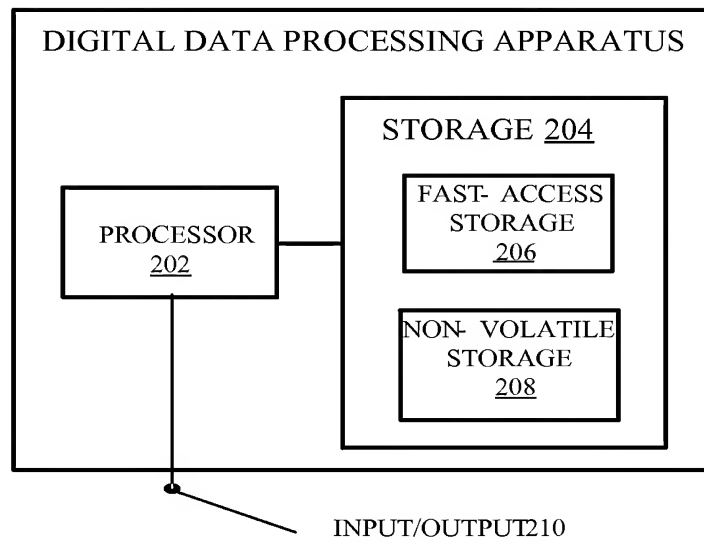 DIGITAL DATA PROCESSING APPARATUS
STORAGE 204
FAST- ACCESS
STORAGE
206
PROCESSOR
202
NON- VOLATILE
STORAGE
208
INPUT/OUTPUT210